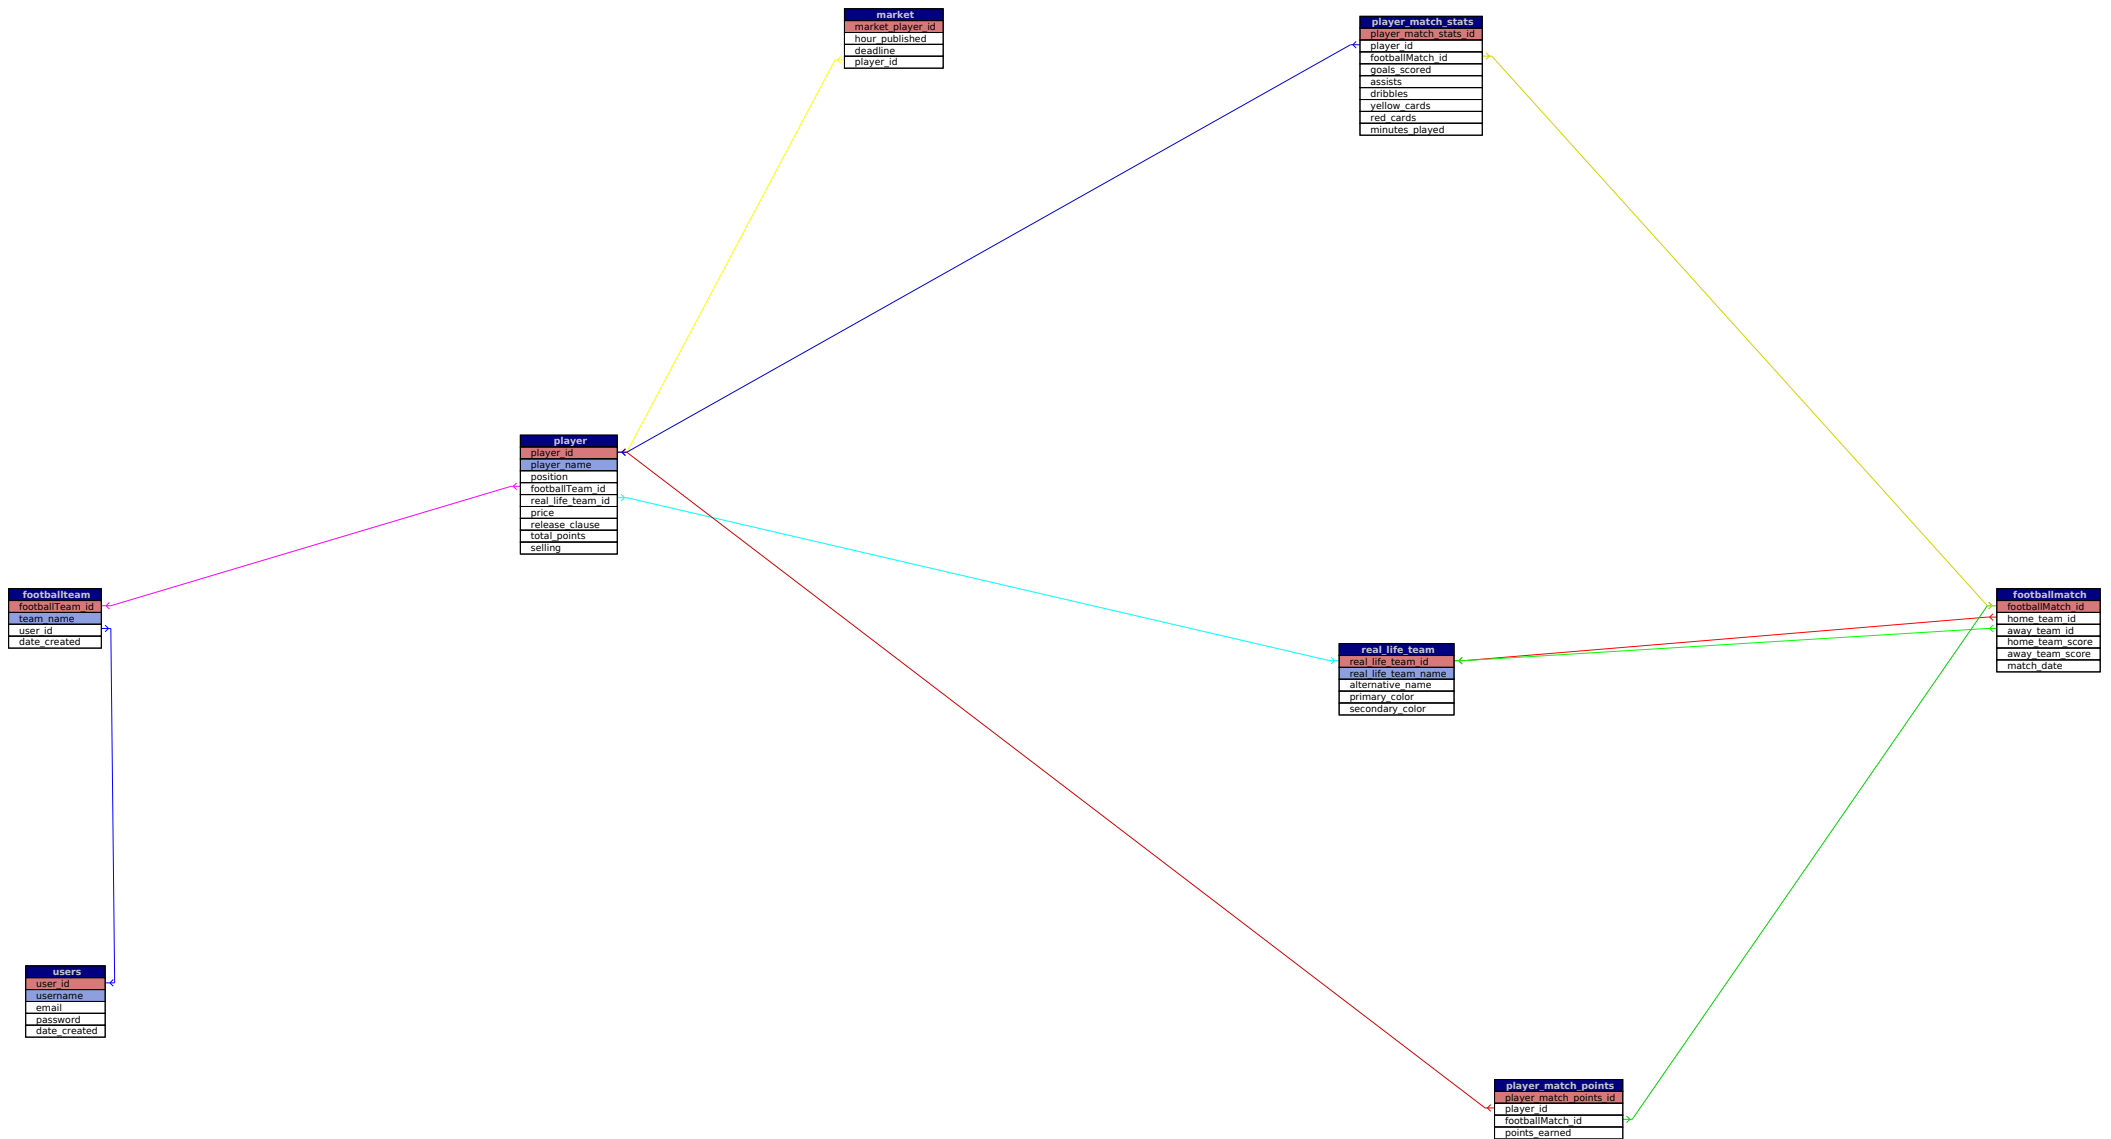 market
market_player_id
hour_published
deadline
player_id
player_match_stats
player_match_stats_id
player_id
footballMatch_id
goals_scored
assists
dribbles
yellow_cards
red_cards
minutes_played
player
player_id
player_name
position
footballTeam_id
real_life_team_id
price
release_clause
total_points
selling
footballteam
footballTeam_id
team_name
user_id
date_created
footballmatch
footballMatch_id
home_team_id
away_team_id
home_team_score
away_team_score
match_date
real_life_team
real_life_team_id
real_life_team_name
alternative_name
primary_color
secondary_color
users
user_id
username
email
password
date_created
player_match_points
player_match_points_id
player_id
footballMatch_id
points_earned